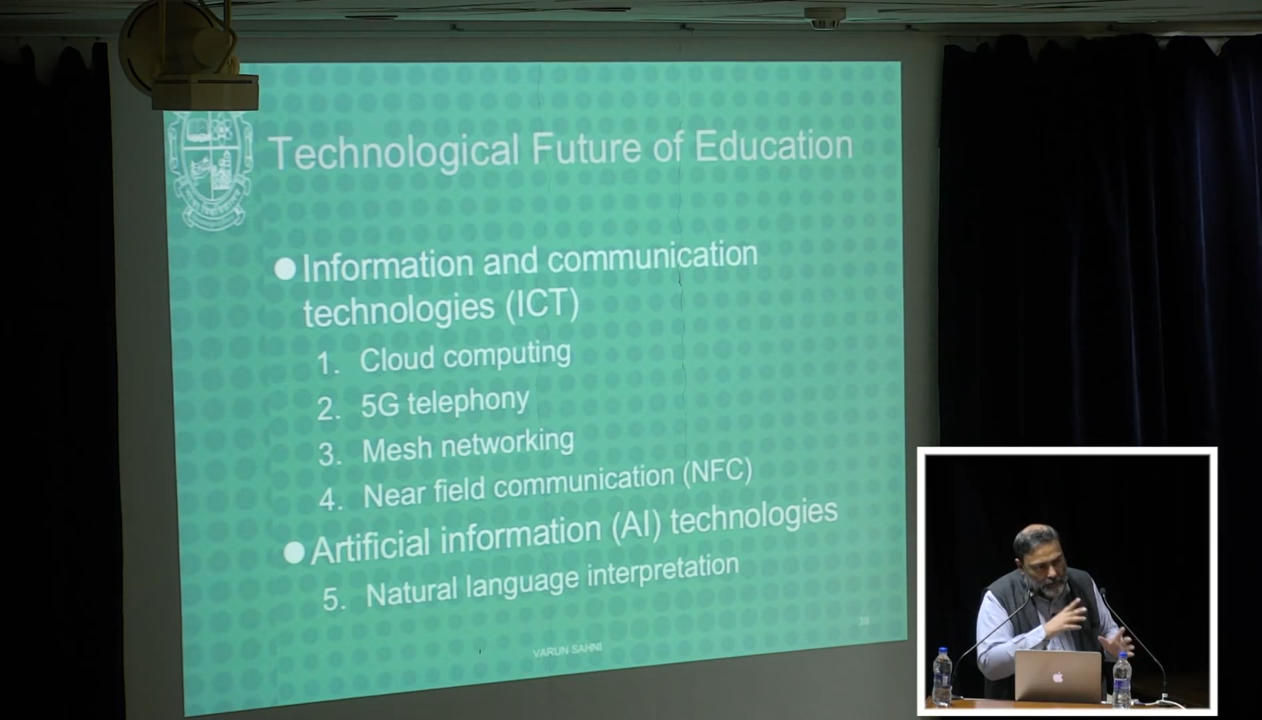 Technological Future of Education
Information and communication
technologies (ICT)
1. Cloud computing
2. 5G telephony
3. Mesh networking
4. Near field communication (NFC)
Artificial information (AI) technologies
5. Natural language interpretation
VARUN SAHNI